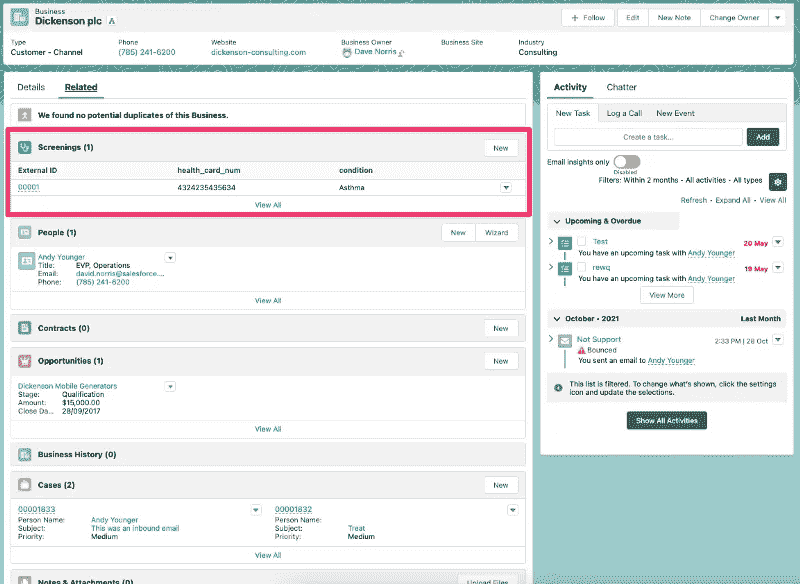 Business
Dickenson plc
+ Follow
Edit
New Note
Change Owner
Type
Phone
Website
Business Owner
Business Site
Industry
Customer - Channel
(785) 241-6200
dickenson-consulting.com
Dave Norris
Consulting
Details
Related
We found no potential duplicates of this Business.
Screenings (1)
New
External ID
health_card_num
condition
00001
4324235435634
Asthma
View All
People (1)
New
Wizard
Andy Younger
Title: EVP, Operations
Email: david.norris@salesforce....
Phone: (785) 241-6200
View All
Contracts (0)
New
Opportunities (1)
New
Dickenson Mobile Generators
Stage: Qualification
Amount: $15,000.00
Close Da... 28/09/2017
View All
Business History (0)
Cases (2)
New
00001833
Person Name: Andy Younger
Subject: This was an inbound email
Priority: Medium
00001832
Person Name:
Subject: Treat
Priority: Medium
View All
Notes & Attachments (0)
Upload Files
Activity
Chatter
New Task
Log a Call
New Event
Create a task...
Add
Email insights only
Disabled
Filters: Within 2 months • All activities • All types
Refresh • Expand All • View All
Upcoming & Overdue
Test
20 May
You have an upcoming task with Andy Younger
rewq
19 May
You have an upcoming task with Andy Younger
View More
October • 2021
Last Month
Not Support
2:33 PM | 28 Oct
Bounced
You sent an email to Andy Younger
This list is filtered. To change what's shown, click the settings
icon and update the selections.
Show All Activities